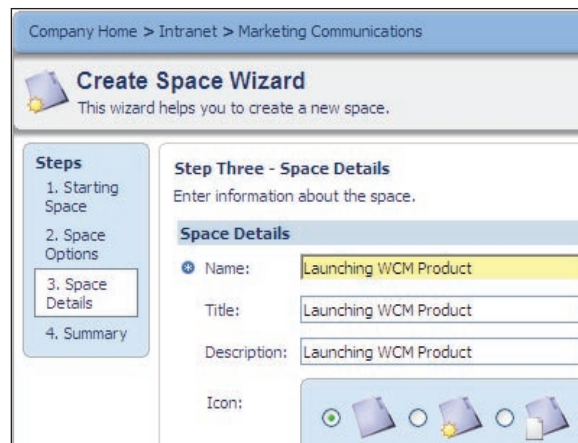 Company Home > Intranet > Marketing Communications
Create Space Wizard
This wizard helps you to create a new space.
Steps
1. Starting
Space
2. Space
Options
3. Space
Details
4. Summary
Step Three - Space Details
Enter information about the space.
Space Details
Name: Launching WCM Product
Title: Launching WCM Product
Description: Launching WCM Product
Icon: